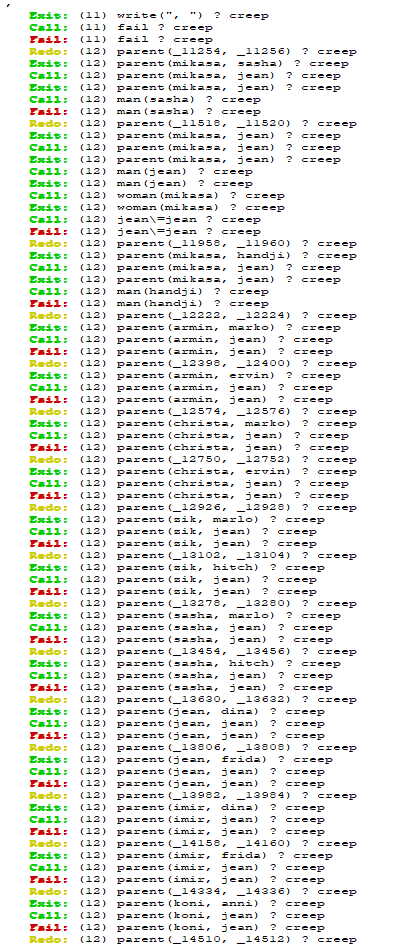 ,
Exit: (11) write(", ") ? creep
Call: (11) fail ? creep
Fail: (11) fail ? creep
Redo: (12) parent(_11254, _11256) ? creep
Exit: (12) parent(mikasa, sasha) ? creep
Call: (12) parent(mikasa, jean) ? creep
Exit: (12) parent(mikasa, jean) ? creep
Call: (12) man(sasha) ? creep
Fail: (12) man(sasha) ? creep
Redo: (12) parent(_11518, _11520) ? creep
Exit: (12) parent(mikasa, jean) ? creep
Call: (12) parent(mikasa, jean) ? creep
Exit: (12) parent(mikasa, jean) ? creep
Call: (12) man(jean) ? creep
Exit: (12) man(jean) ? creep
Call: (12) woman(mikasa) ? creep
Exit: (12) woman(mikasa) ? creep
Call: (12) jean\=jean ? creep
Fail: (12) jean\=jean ? creep
Redo: (12) parent(_11958, _11960) ? creep
Exit: (12) parent(mikasa, handji) ? creep
Call: (12) parent(mikasa, jean) ? creep
Exit: (12) parent(mikasa, jean) ? creep
Call: (12) man(handji) ? creep
Fail: (12) man(handji) ? creep
Redo: (12) parent(_12222, _12224) ? creep
Exit: (12) parent(armin, marko) ? creep
Call: (12) parent(armin, jean) ? creep
Fail: (12) parent(armin, jean) ? creep
Redo: (12) parent(_12398, _12400) ? creep
Exit: (12) parent(armin, ervin) ? creep
Call: (12) parent(armin, jean) ? creep
Fail: (12) parent(armin, jean) ? creep
Redo: (12) parent(_12574, _12576) ? creep
Exit: (12) parent(christa, marko) ? creep
Call: (12) parent(christa, jean) ? creep
Fail: (12) parent(christa, jean) ? creep
Redo: (12) parent(_12750, _12752) ? creep
Exit: (12) parent(christa, ervin) ? creep
Call: (12) parent(christa, jean) ? creep
Fail: (12) parent(christa, jean) ? creep
Redo: (12) parent(_12926, _12928) ? creep
Exit: (12) parent(zik, marlo) ? creep
Call: (12) parent(zik, jean) ? creep
Fail: (12) parent(zik, jean) ? creep
Redo: (12) parent(_13102, _13104) ? creep
Exit: (12) parent(zik, hitch) ? creep
Call: (12) parent(zik, jean) ? creep
Fail: (12) parent(zik, jean) ? creep
Redo: (12) parent(_13278, _13280) ? creep
Exit: (12) parent(sasha, marlo) ? creep
Call: (12) parent(sasha, jean) ? creep
Fail: (12) parent(sasha, jean) ? creep
Redo: (12) parent(_13454, _13456) ? creep
Exit: (12) parent(sasha, hitch) ? creep
Call: (12) parent(sasha, jean) ? creep
Fail: (12) parent(sasha, jean) ? creep
Redo: (12) parent(_13630, _13632) ? creep
Exit: (12) parent(jean, dina) ? creep
Call: (12) parent(jean, jean) ? creep
Fail: (12) parent(jean, jean) ? creep
Redo: (12) parent(_13806, _13808) ? creep
Exit: (12) parent(jean, frida) ? creep
Call: (12) parent(jean, jean) ? creep
Fail: (12) parent(jean, jean) ? creep
Redo: (12) parent(_13982, _13984) ? creep
Exit: (12) parent(imir, dina) ? creep
Call: (12) parent(imir, jean) ? creep
Fail: (12) parent(imir, jean) ? creep
Redo: (12) parent(_14158, _14160) ? creep
Exit: (12) parent(imir, frida) ? creep
Call: (12) parent(imir, jean) ? creep
Fail: (12) parent(imir, jean) ? creep
Redo: (12) parent(_14334, _14336) ? creep
Exit: (12) parent(koni, anni) ? creep
Call: (12) parent(koni, jean) ? creep
Fail: (12) parent(koni, jean) ? creep
Redo: (12) parent(_14510, _14512) ? creep